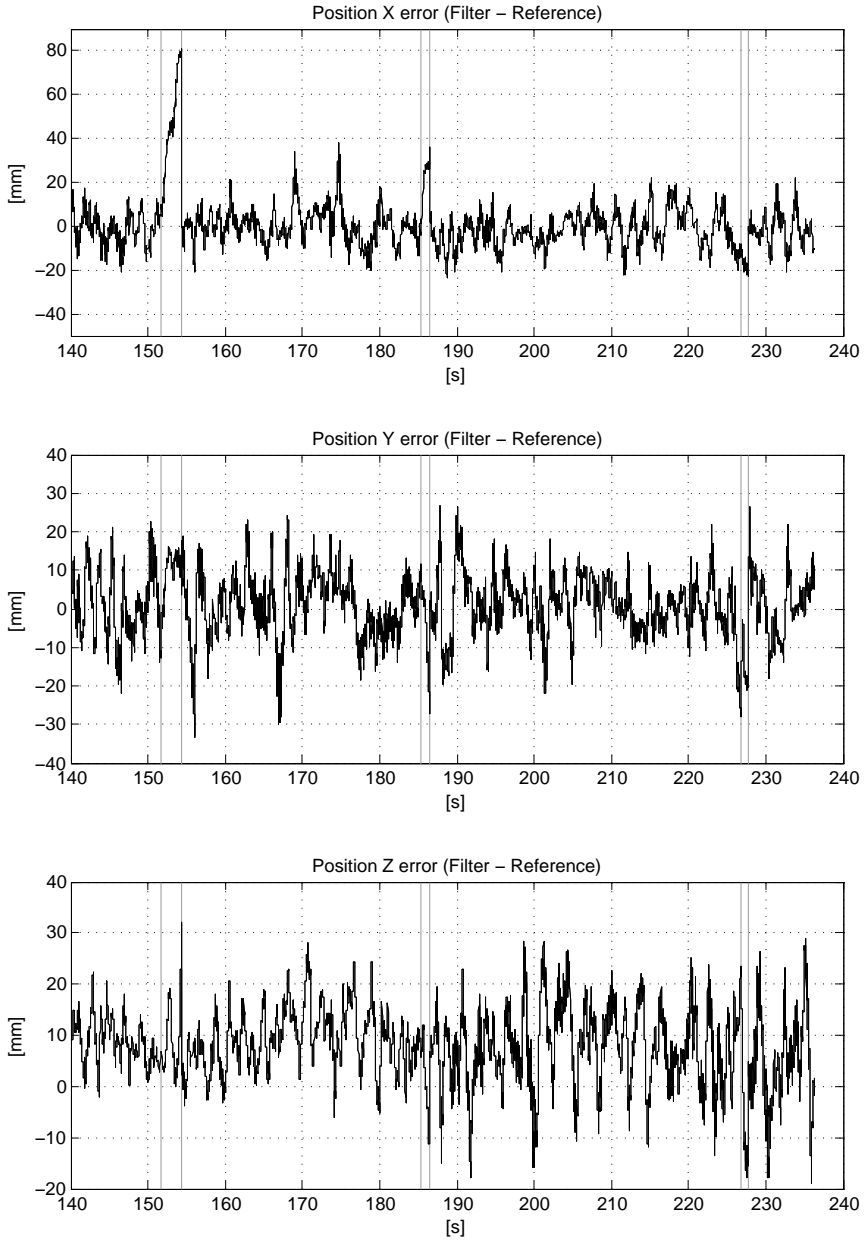 Position X error (Filter − Reference)
80
60
40
20
0
−20
−40
[mm]
140 150 160 170 180 190 200 210 220 230 240
[s]
Position Y error (Filter − Reference)
40
30
20
10
0
−10
−20
−30
−40
[mm]
140 150 160 170 180 190 200 210 220 230 240
[s]
Position Z error (Filter − Reference)
40
30
20
10
0
−10
−20
[mm]
140 150 160 170 180 190 200 210 220 230 240
[s]